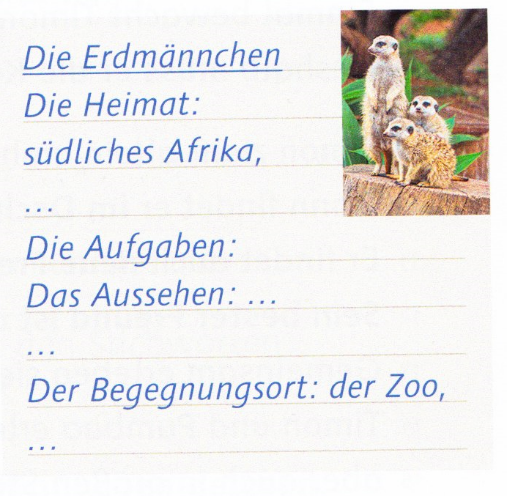 Die Erdmännchen
Die Heimat:
südliches Afrika,
...
Die Aufgaben:
Das Aussehen: ...
...
Der Begegnungsort: der Zoo,
...